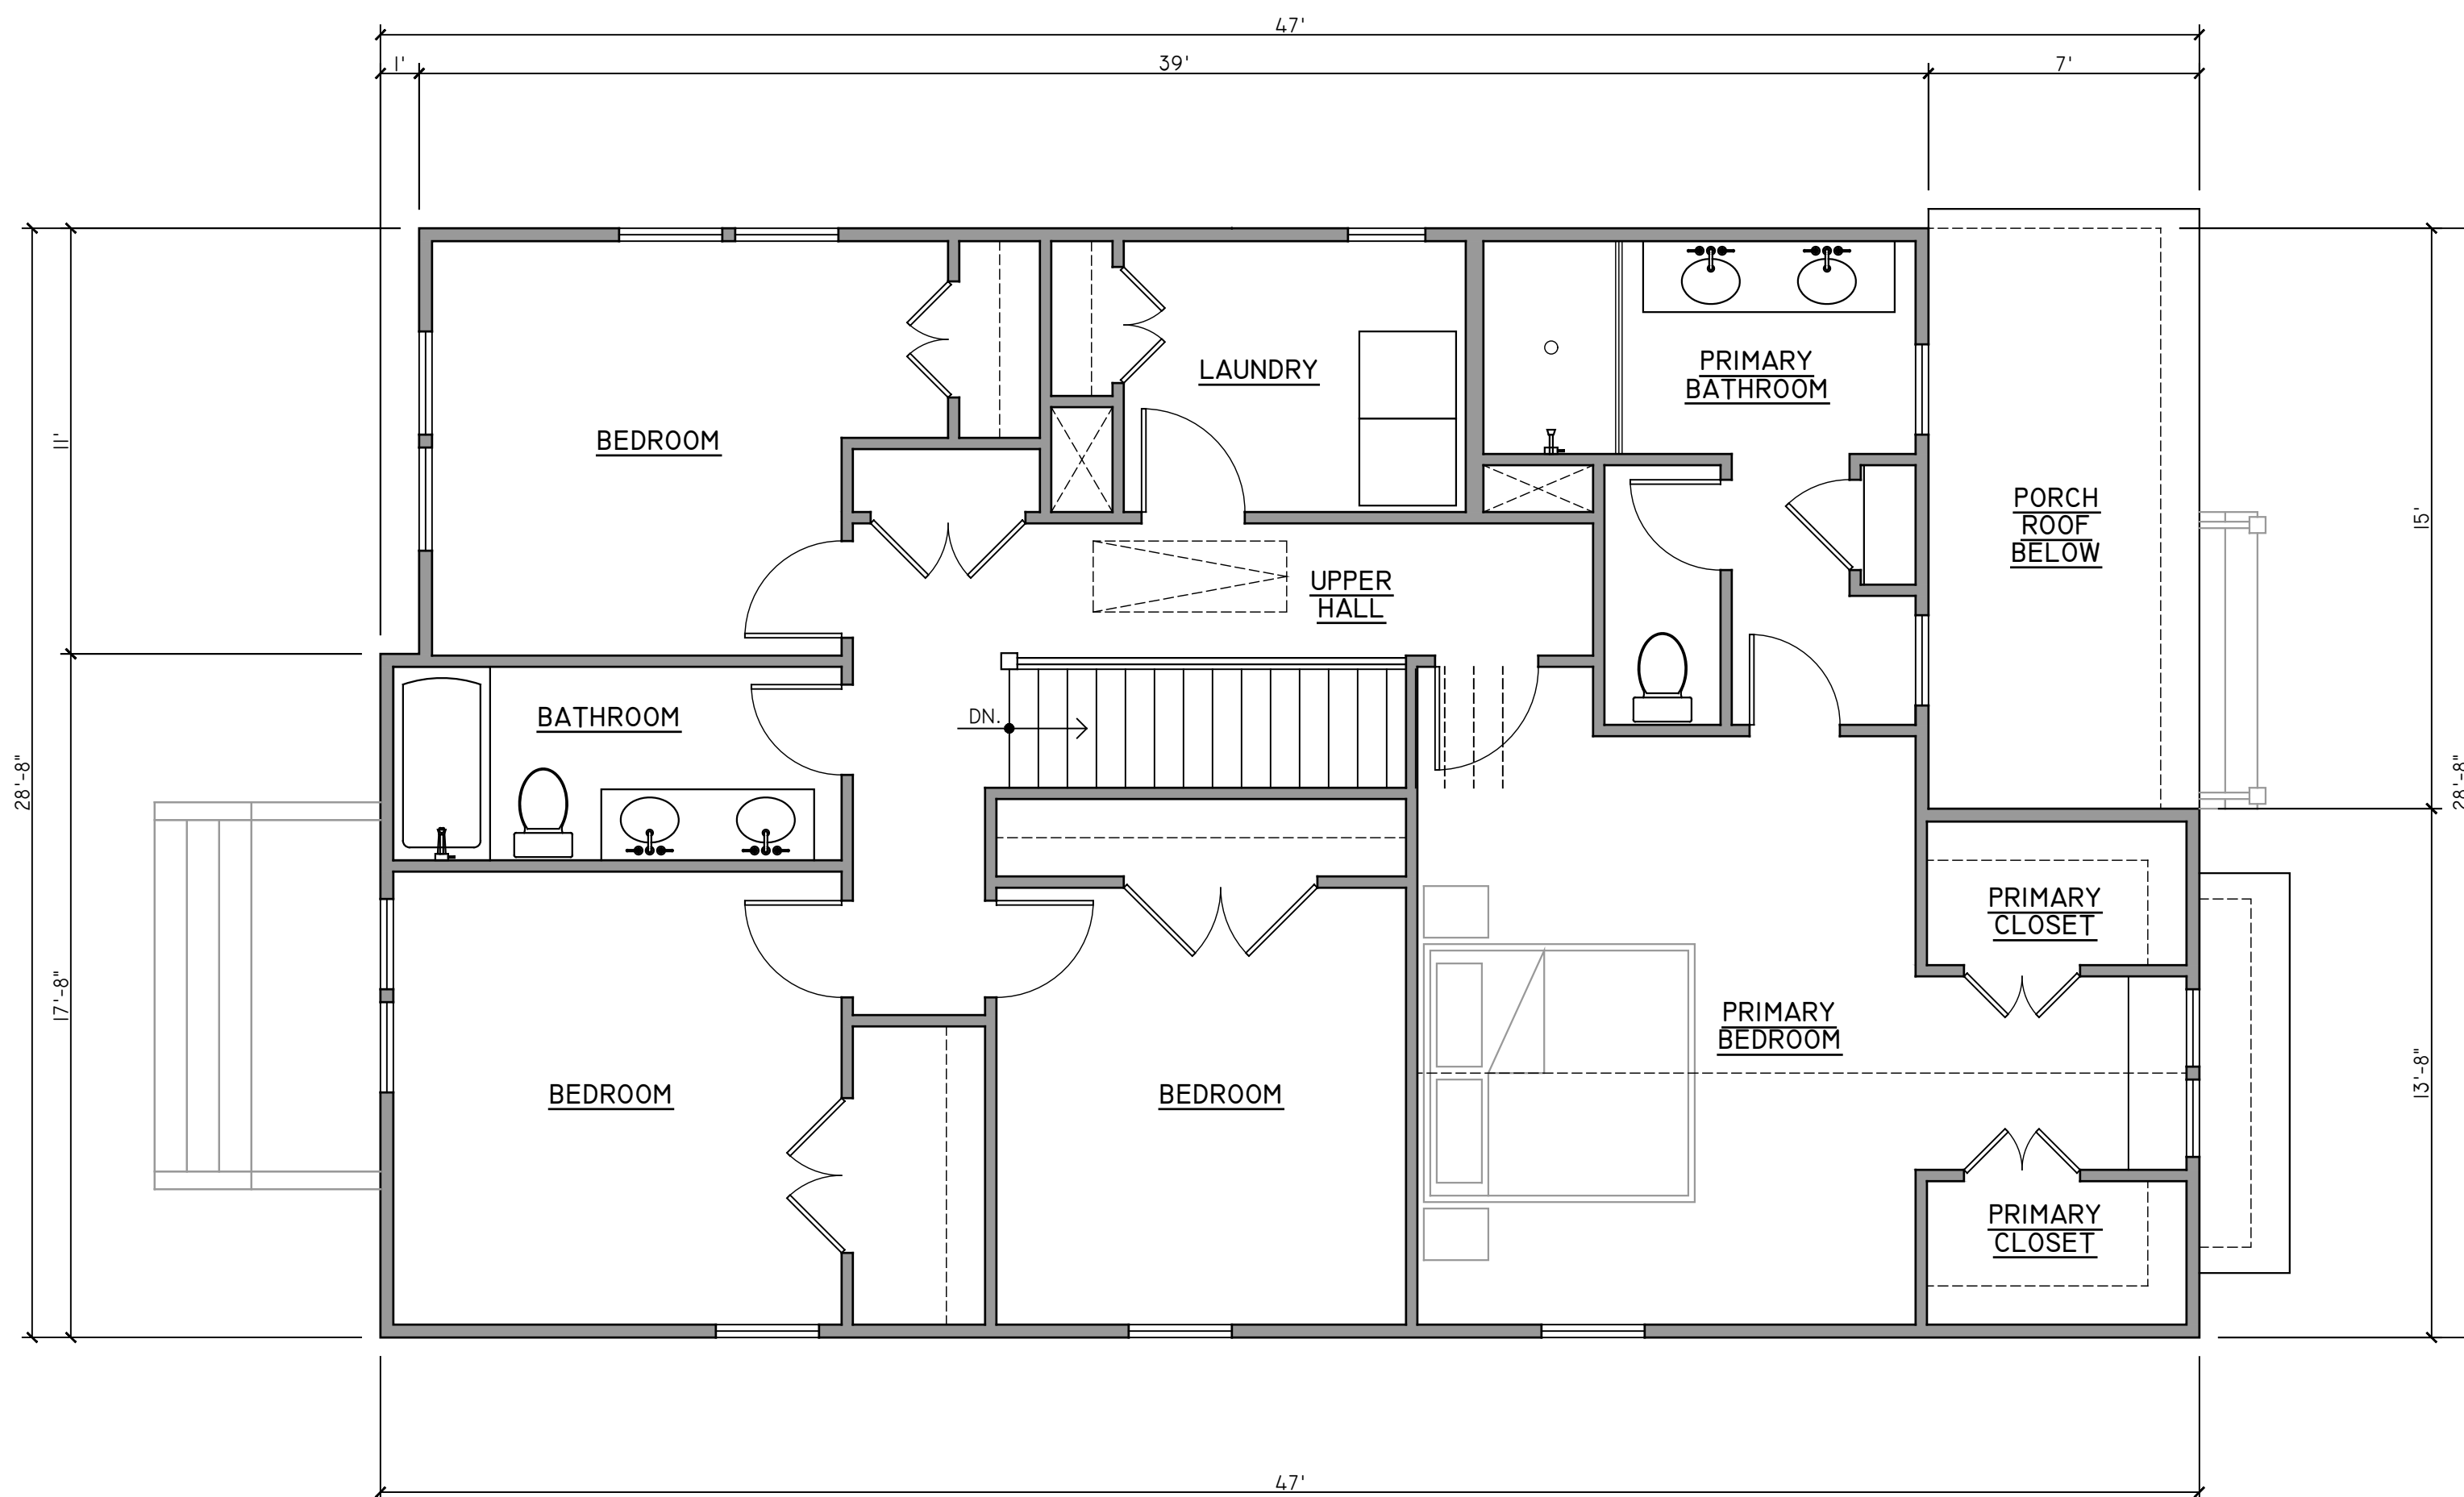 47'
1'
39'
7'
LAUNDRY
PRIMARY
BATHROOM
BEDROOM
11'
PORCH
ROOF
BELOW
15'
UPPER
HALL
BATHROOM
DN.
28'-8"
28'-8"
PRIMARY
CLOSET
17'-8"
PRIMARY
BEDROOM
13'-8"
BEDROOM
BEDROOM
PRIMARY
CLOSET
47'